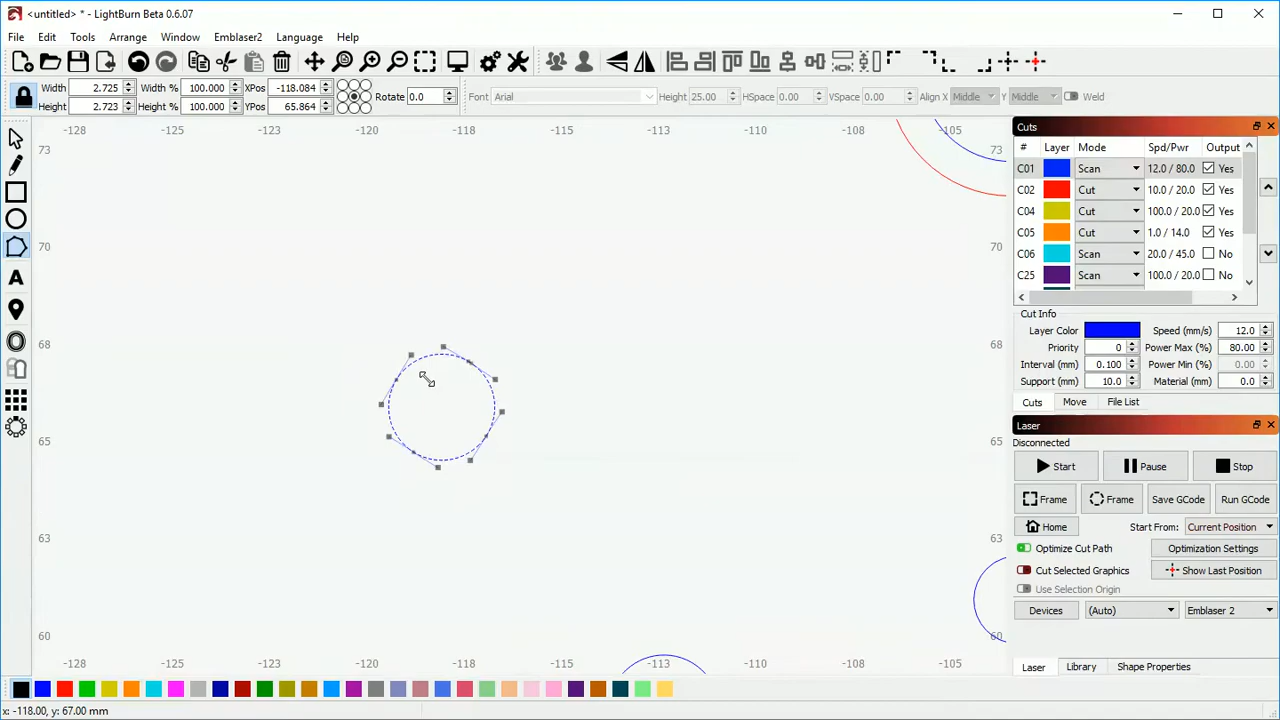 <untitled> * - LightBurn Beta 0.6.07
File Edit Tools Arrange Window Emblaser2 Language Help
Width 2.725 Width % 100.000 XPos -118.084
Height 2.723 Height % 100.000 YPos 65.864
Rotate 0.0 Font Arial Height 25.00 HSpace 0.00 VSpace 0.00 Align X Middle Y Middle Weld
-128 -125 -123 -120 -118 -115 -113 -110 -108 -105
73 73
70 70
68 68
65 65
63 63
60 60
-128 -125 -123 -120 -118 -115 -113 -110 -108 -105
A
Cuts
# Layer Mode Spd/Pwr Output
C01 Scan 12.0 / 80.0 Yes
C02 Cut 10.0 / 20.0 Yes
C04 Cut 100.0 / 20.0 Yes
C05 Cut 1.0 / 14.0 Yes
C06 Scan 20.0 / 45.0 No
C25 Scan 100.0 / 20.0 No
Cut Info
Layer Color Speed (mm/s) 12.0
Priority 0 Power Max (%) 80.00
Interval (mm) 0.100 Power Min (%) 0.00
Support (mm) 10.0 Material (mm) 0.0
Cuts Move File List
Laser
Disconnected
Start Pause Stop
Frame Frame Save GCode Run GCode
Home Start From: Current Position
Optimize Cut Path Optimization Settings
Cut Selected Graphics Show Last Position
Use Selection Origin
Devices (Auto) Emblaser 2
Laser Library Shape Properties
x: -118.00, y: 67.00 mm